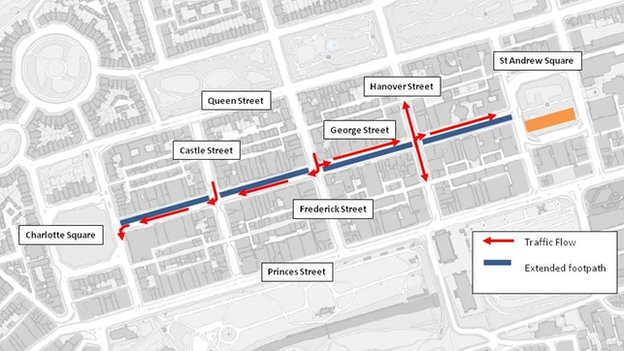 St Andrew Square
Hanover Street
Queen Street
George Street
Castle Street
Frederick Street
Charlotte Square
Princes Street
Traffic Flow
Extended footpath